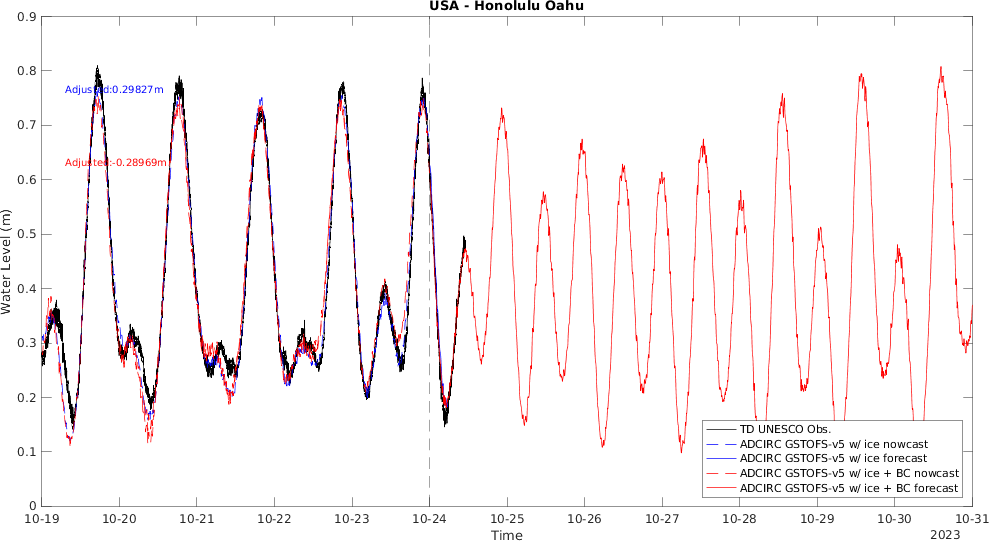 USA - Honolulu Oahu
0.9
0.8
Adjusted:0.29827m
0.7
Adjusted:-0.28969m
0.6
0.5
Water Level (m)
0.4
0.3
0.2
TD UNESCO Obs.
ADCIRC GSTOFS-v5 w/ ice nowcast
0.1
ADCIRC GSTOFS-v5 w/ ice forecast
ADCIRC GSTOFS-v5 w/ ice + BC nowcast
ADCIRC GSTOFS-v5 w/ ice + BC forecast
0
10-19 10-20 10-21 10-22 10-23 10-24 10-25 10-26 10-27 10-28 10-29 10-30 10-31
Time
2023